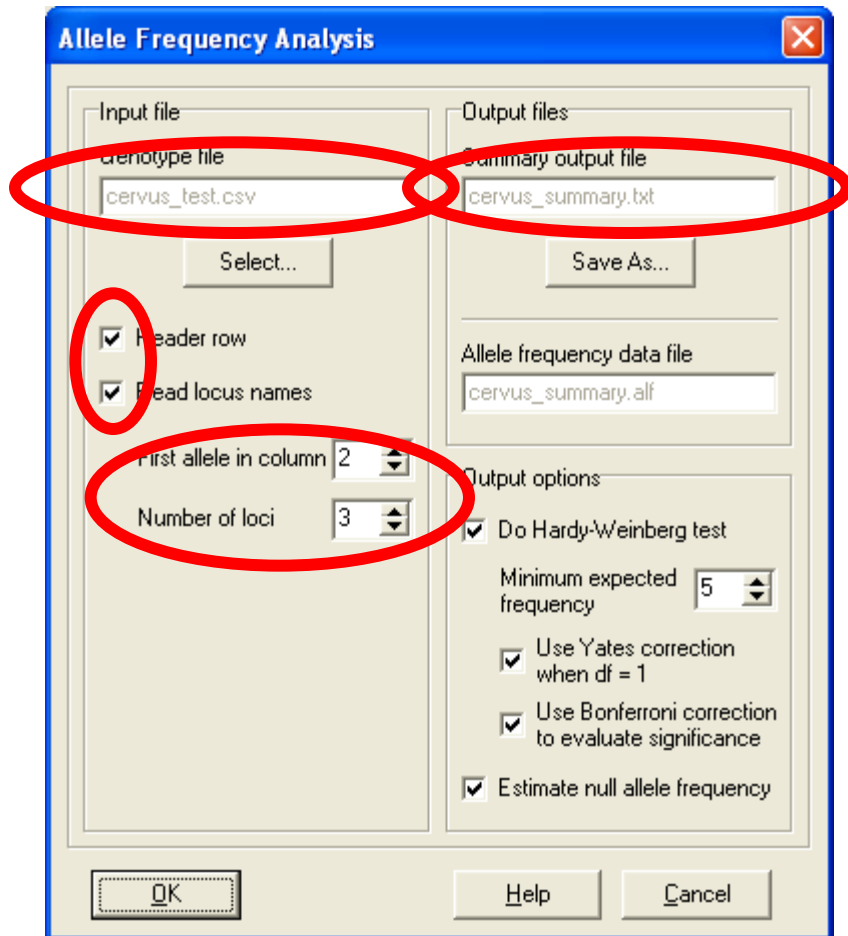 Allele Frequency Analysis
Input file
Genotype file
cervus_test.csv
Select...
Header row
Read locus names
First allele in column 2
Number of loci 3
Output files
Summary output file
cervus_summary.txt
Save As...
Allele frequency data file
cervus_summary.alf
Output options
Do Hardy-Weinberg test
Minimum expected
frequency 5
Use Yates correction
when df = 1
Use Bonferroni correction
to evaluate significance
Estimate null allele frequency
OK
Help
Cancel